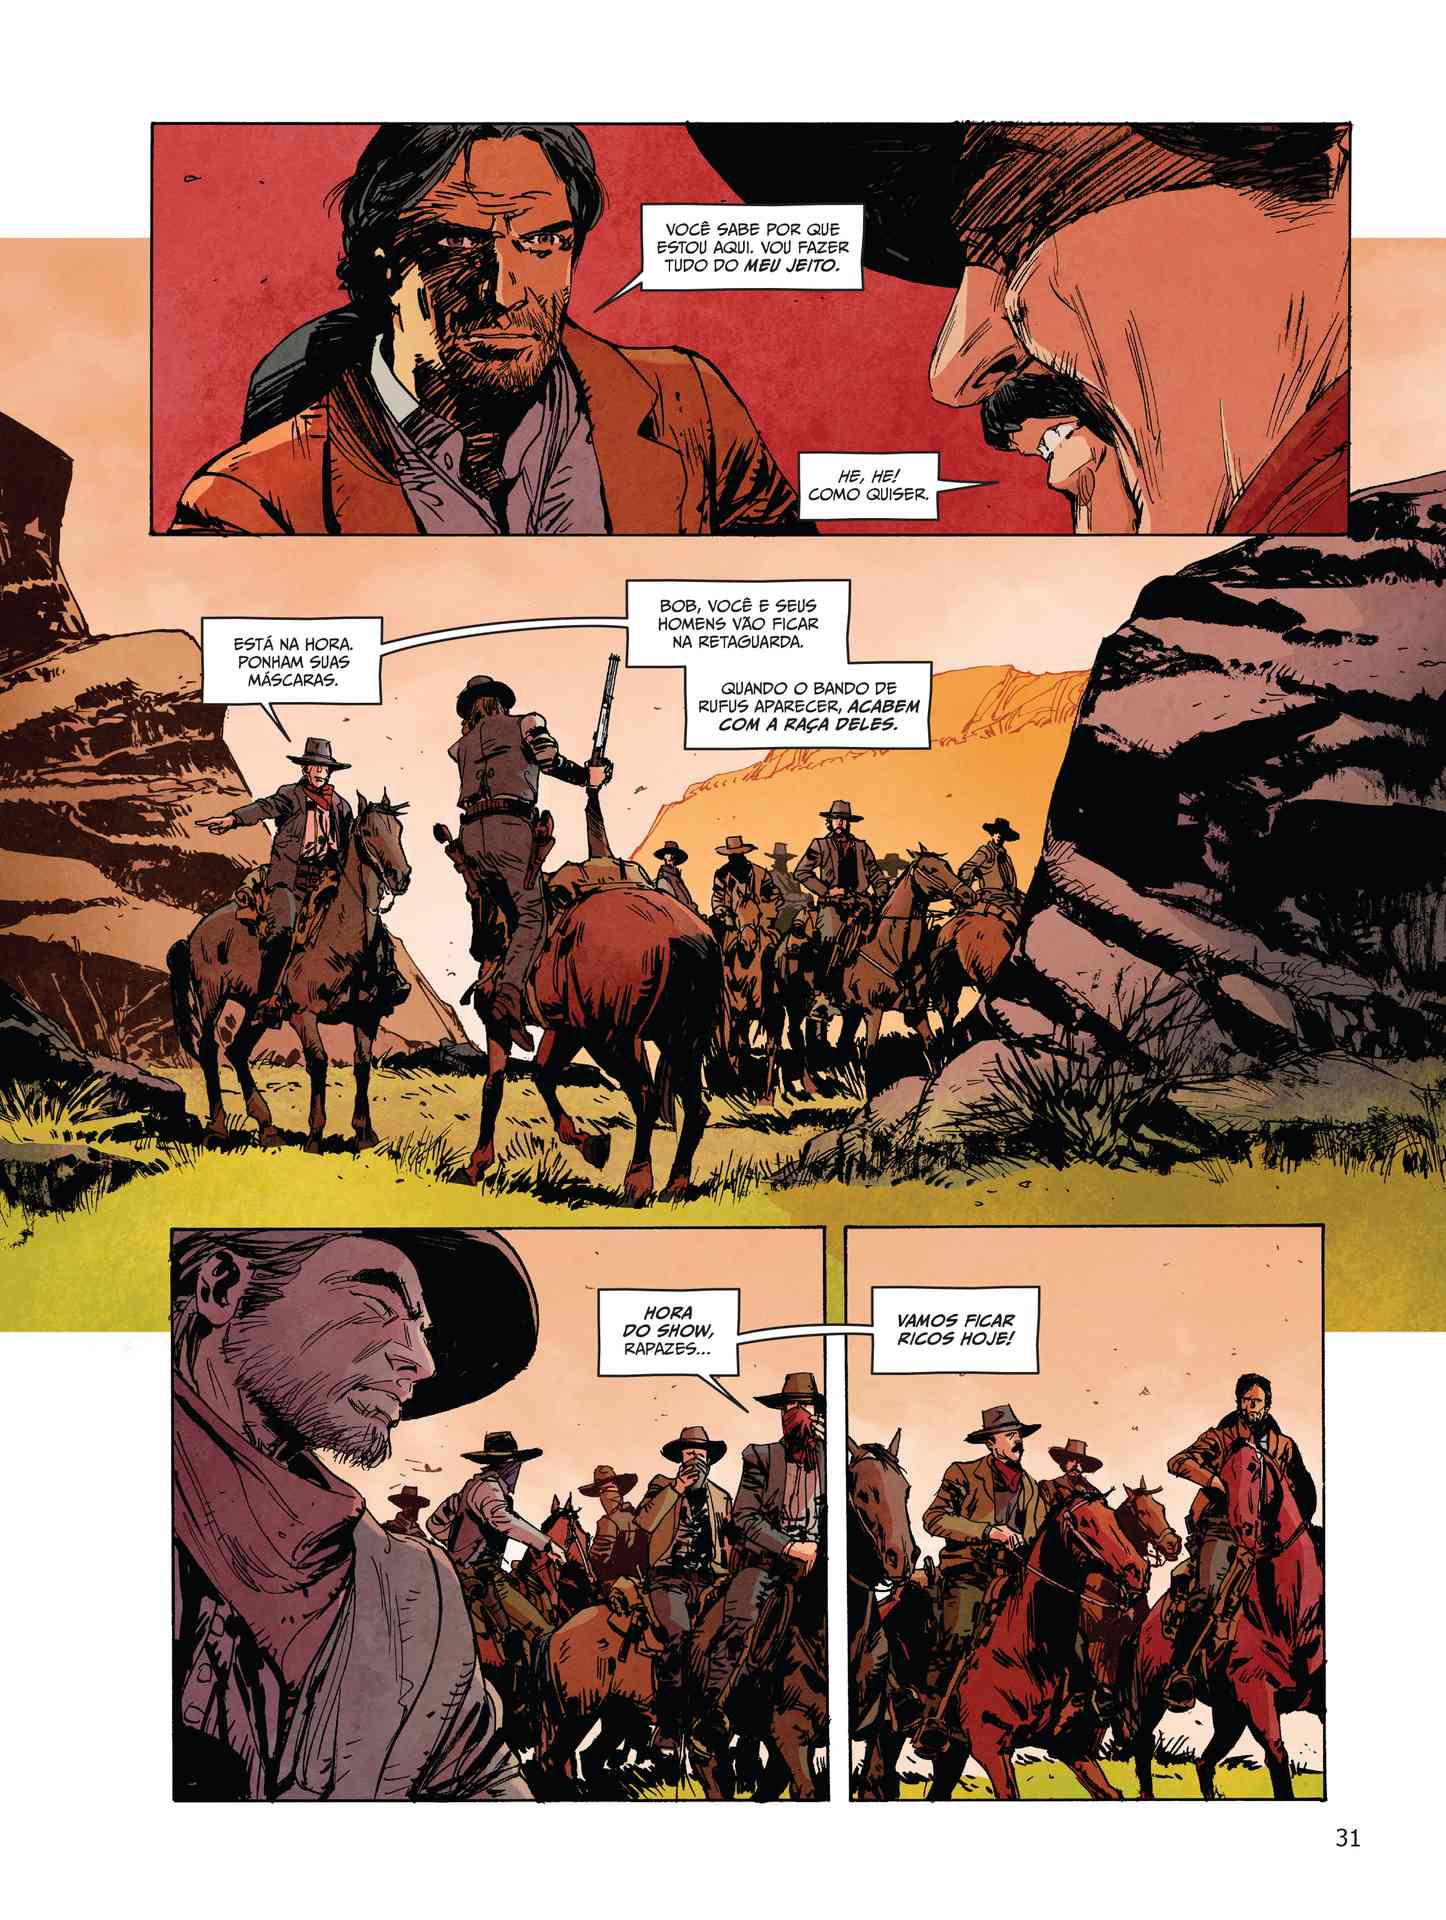 VOCÊ SABE POR QUE
ESTOU AQUI. VOU FAZER
TUDO DO MEU JEITO.
HE, HE!
COMO QUISER.
ESTÁ NA HORA.
PONHAM SUAS
MÁSCARAS.
BOB, VOCÊ E SEUS
HOMENS VÃO FICAR
NA RETAGUARDA.
QUANDO O BANDO DE
RUFUS APARECER, ACABEM
COM A RAÇA DELES.
HORA
DO SHOW,
RAPAZES...
VAMOS FICAR
RICOS HOJE!
31